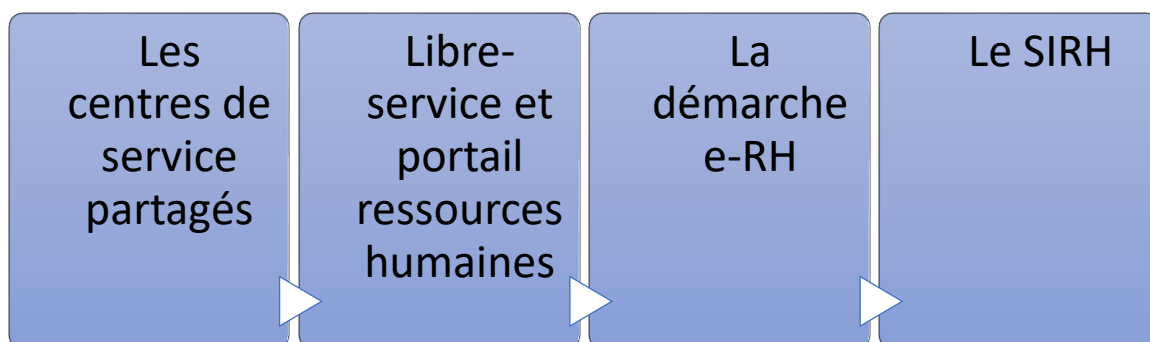 Les
centres de
service
partagés
Libre-
service et
portail
ressources
humaines
La
démarche
e-RH
Le SIRH